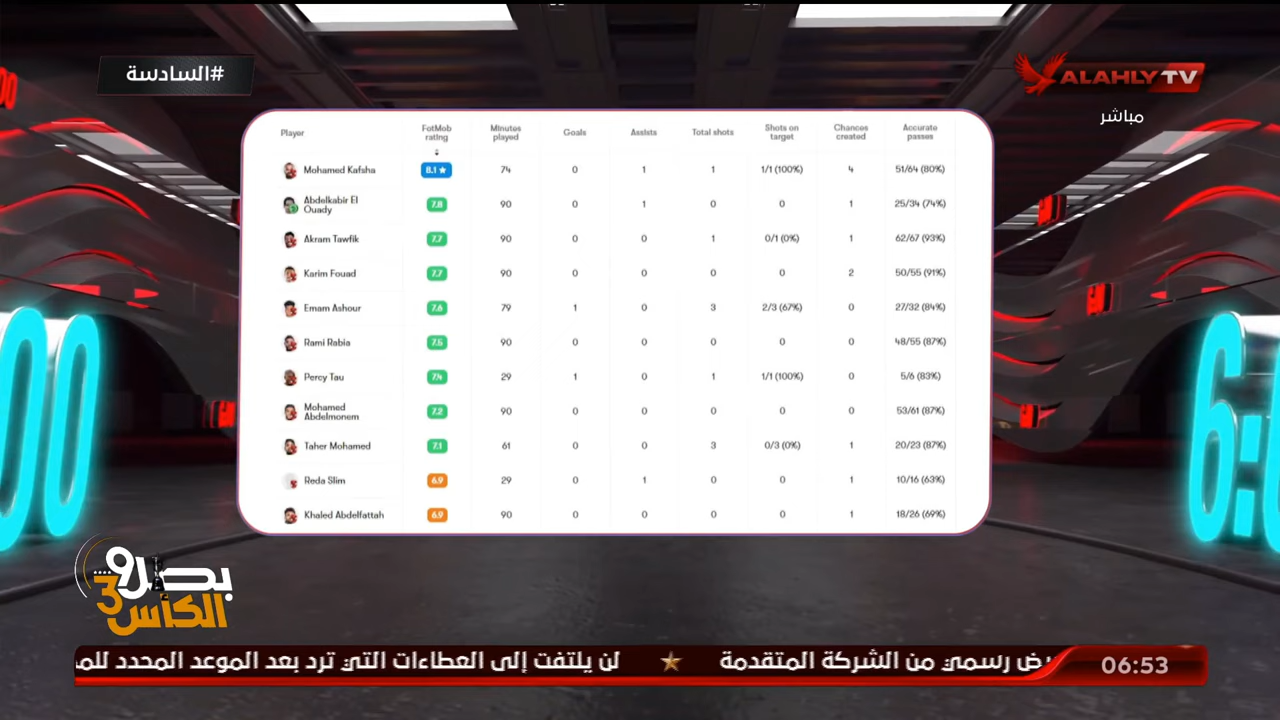 #السادسة
ALAHLY TV
مباشر
Player FotMob rating Minutes played Goals Assists Total shots Shots on target Chances created Accurate passes
Mohamed Kafsha 8.1 74 0 1 1 1/1 (100%) 4 51/64 (80%)
Abdelkabir El Ouady 7.8 90 0 1 0 0 1 25/34 (74%)
Akram Tawfik 7.7 90 0 0 1 0/1 (0%) 1 62/67 (93%)
Karim Fouad 7.7 90 0 0 0 0 2 50/55 (91%)
Emam Ashour 7.6 79 1 0 3 2/3 (67%) 0 27/32 (84%)
Rami Rabia 7.5 90 0 0 0 0 0 48/55 (87%)
Percy Tau 7.4 29 1 0 1 1/1 (100%) 0 5/6 (83%)
Mohamed Abdelmonem 7.2 90 0 0 0 0 0 53/61 (87%)
Taher Mohamed 7.1 61 0 0 3 0/3 (0%) 1 20/23 (87%)
Reda Slim 6.9 29 0 1 0 0 1 10/16 (63%)
Khaled Abdelfattah 6.9 90 0 0 0 0 1 18/26 (69%)
00
6:0
بص
الكأس
رسمي من الشركة المتقدمة ★ لن يلتفت إلى العطاءات التي ترد بعد الموعد المحدد
06:53